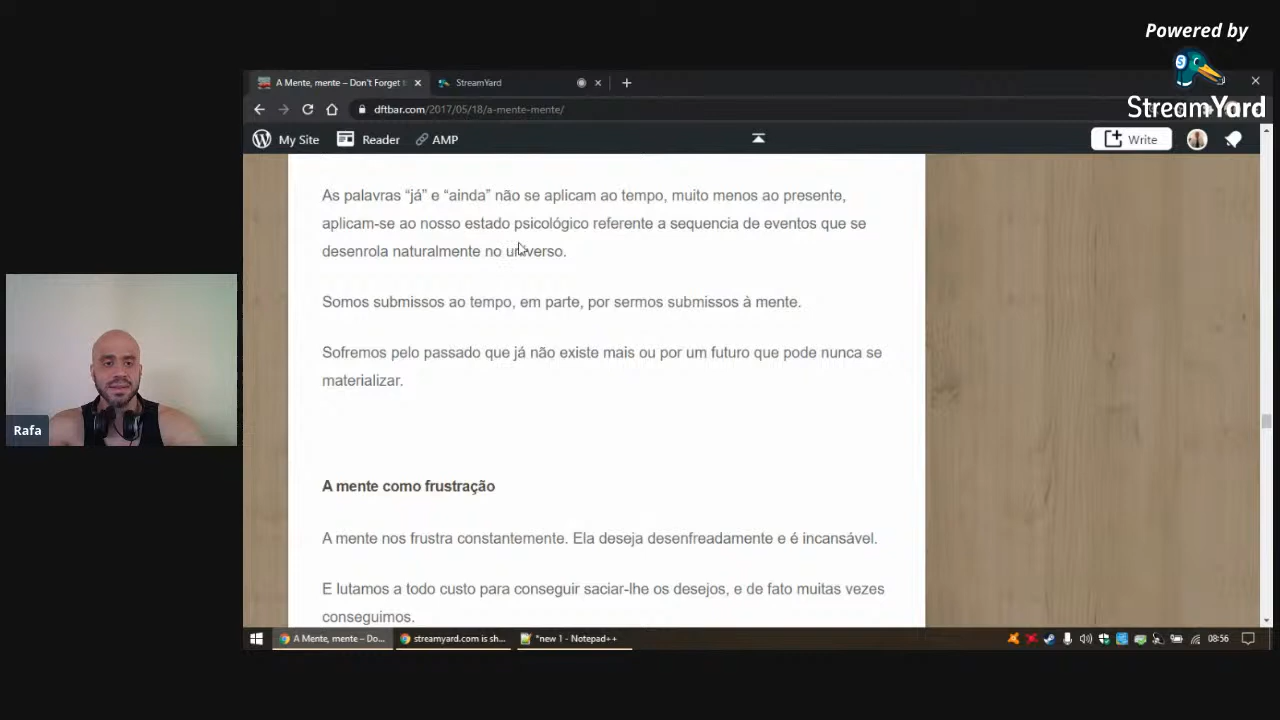 Powered by
StreamYard
A Mente, mente – Don't Forget
StreamYard
dftbar.com/2017/05/18/a-mente-mente/
My Site
Reader
AMP
Write
As palavras “já” e “ainda” não se aplicam ao tempo, muito menos ao presente,
aplicam-se ao nosso estado psicológico referente a sequencia de eventos que se
desenrola naturalmente no universo.
Somos submissos ao tempo, em parte, por sermos submissos à mente.
Sofremos pelo passado que já não existe mais ou por um futuro que pode nunca se
materializar.
Rafa
A mente como frustração
A mente nos frustra constantemente. Ela deseja desenfreadamente e é incansável.
E lutamos a todo custo para conseguir saciar-lhe os desejos, e de fato muitas vezes
conseguimos.
A Mente, mente – Do...
streamyard.com is sh...
*new 1 - Notepad++
08:56